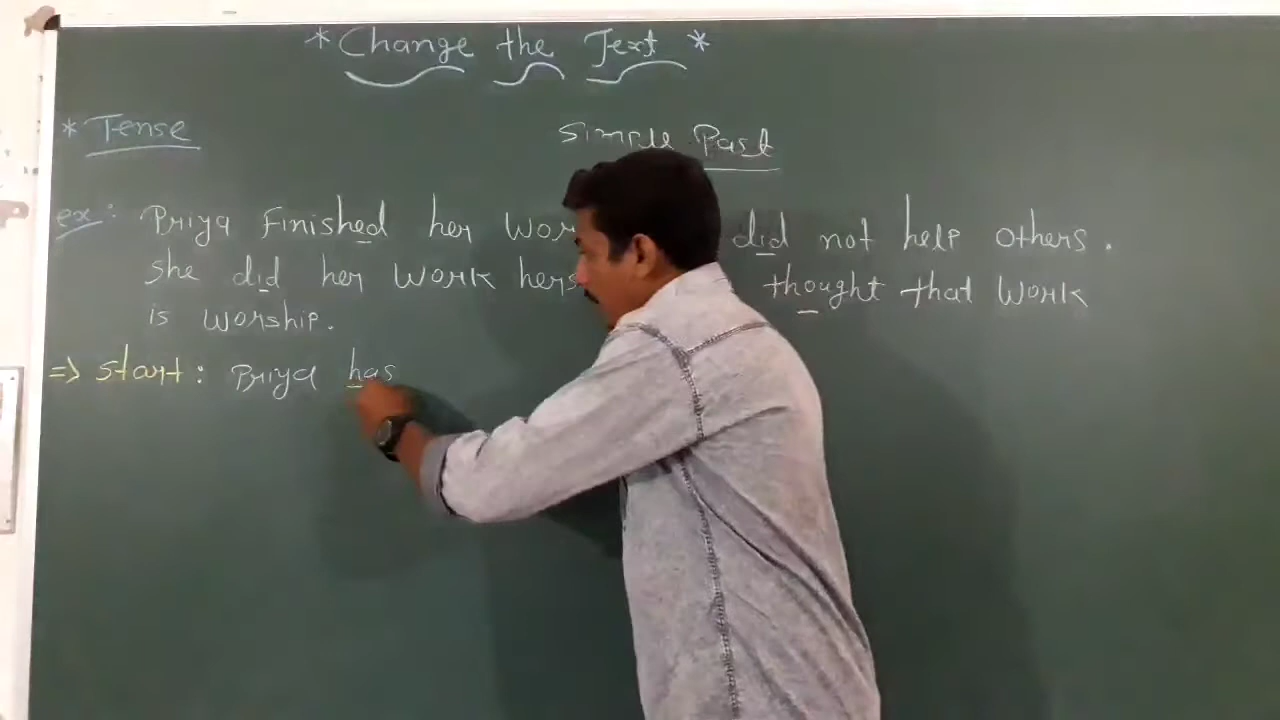 * Change the Text *
* Tense
Simple Past
ex: Priya Finished her Wor did not help others.
she did her work hers thought that work
is worship.
=> start: Priya has